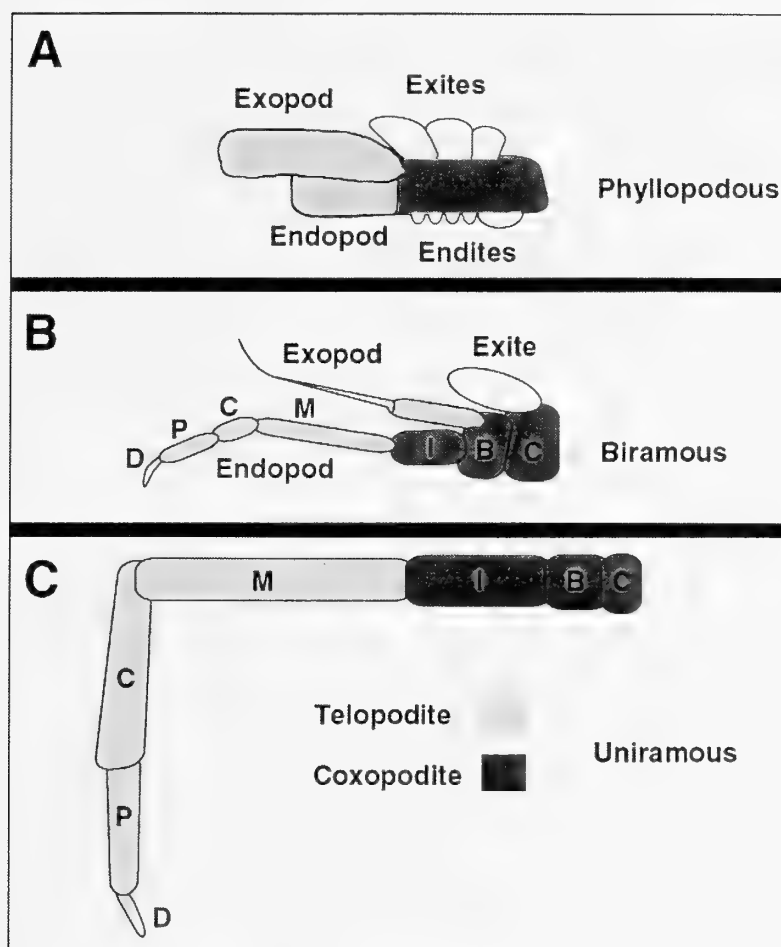 A
Exopod
Exites
Phyllopodous
Endopod
Endites
B
Exopod
Exite
D P C M
I B C
Endopod
Biramous
C
M I B C
C
Telopodite
Coxopodite
Uniramous
P
D